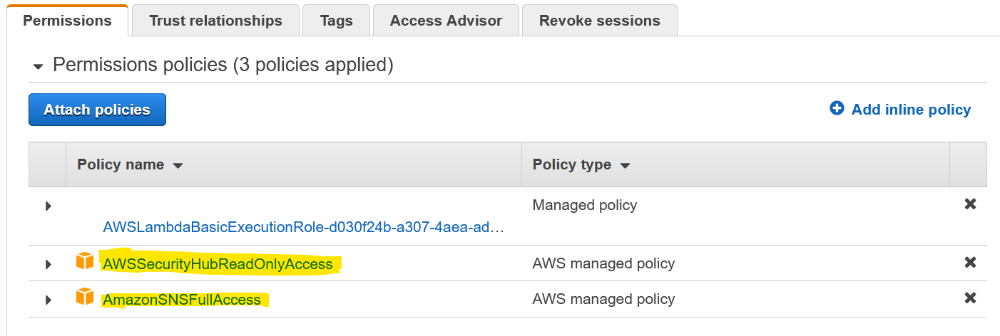 Permissions Trust relationships Tags Access Advisor Revoke sessions
Permissions policies (3 policies applied)
Attach policies Add inline policy
Policy name Policy type
Managed policy
AWSLambdaBasicExecutionRole-d030f24b-a307-4aea-ad…
AWSSecurityHubReadOnlyAccess AWS managed policy
AmazonSNSFullAccess AWS managed policy